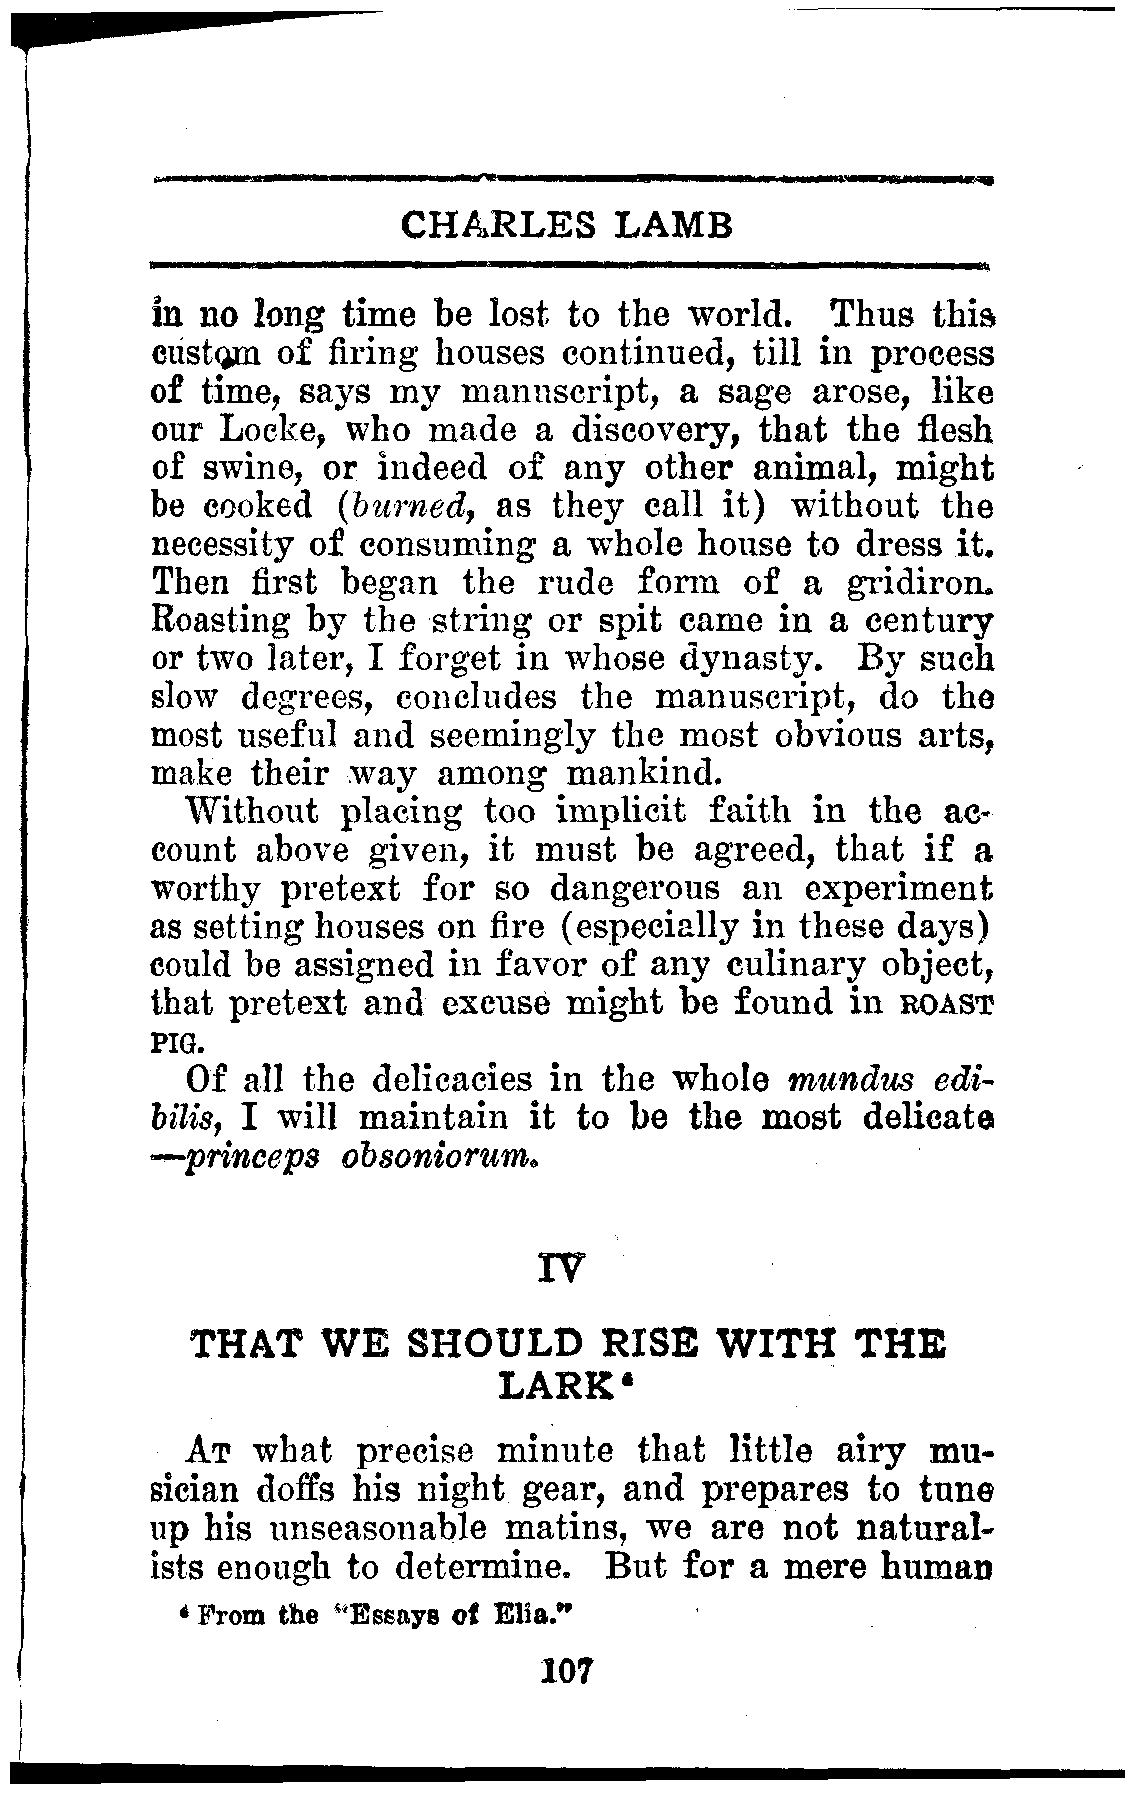 CHARLES LAMB
in no long time be lost to the world. Thus this
custom of firing houses continued, till in process
of time, says my manuscript, a sage arose, like
our Locke, who made a discovery, that the flesh
of swine, or indeed of any other animal, might
be cooked (burned, as they call it) without the
necessity of consuming a whole house to dress it.
Then first began the rude form of a gridiron.
Roasting by the string or spit came in a century
or two later, I forget in whose dynasty. By such
slow degrees, concludes the manuscript, do the
most useful and seemingly the most obvious arts,
make their way among mankind.
Without placing too implicit faith in the ac-
count above given, it must be agreed, that if a
worthy pretext for so dangerous an experiment
as setting houses on fire (especially in these days)
could be assigned in favor of any culinary object,
that pretext and excuse might be found in ROAST
PIG.
Of all the delicacies in the whole mundus edi-
bilis, I will maintain it to be the most delicate
—princeps obsoniorum.
IV
THAT WE SHOULD RISE WITH THE
LARK⁴
AT what precise minute that little airy mu-
sician doffs his night gear, and prepares to tune
up his unseasonable matins, we are not natural-
ists enough to determine. But for a mere human
⁴ From the "Essays of Elia."
107